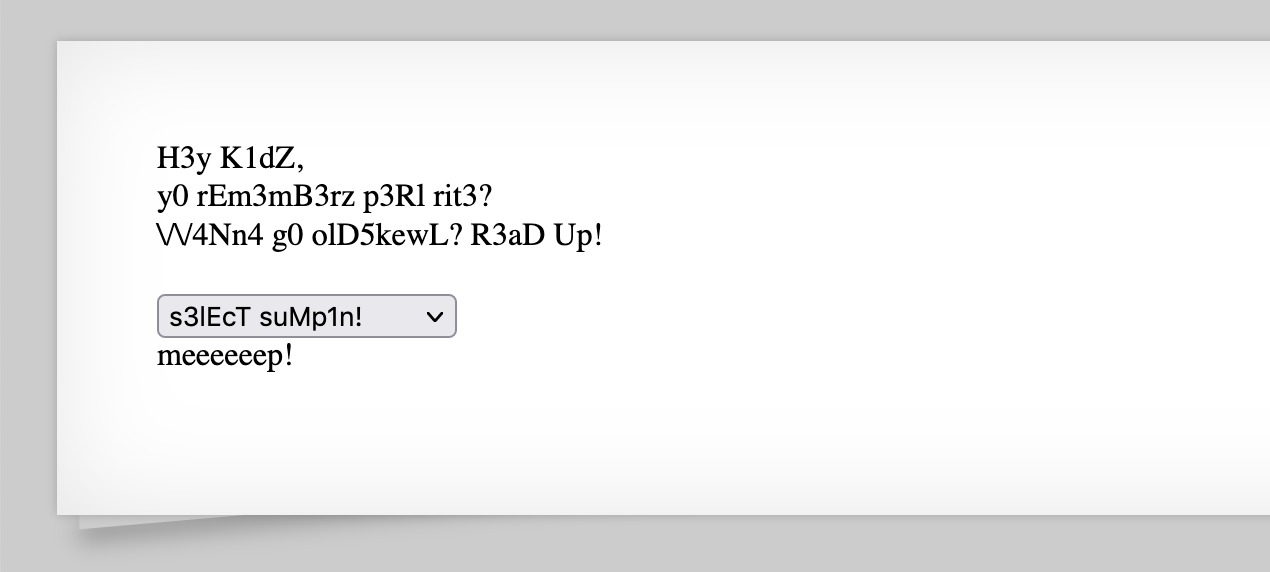 H3y K1dZ,
y0 rEm3mB3rz p3Rl rit3?
\/\/4Nn4 g0 olD5kewL? R3aD Up!
s3lEcT suMp1n!
meeeeeep!